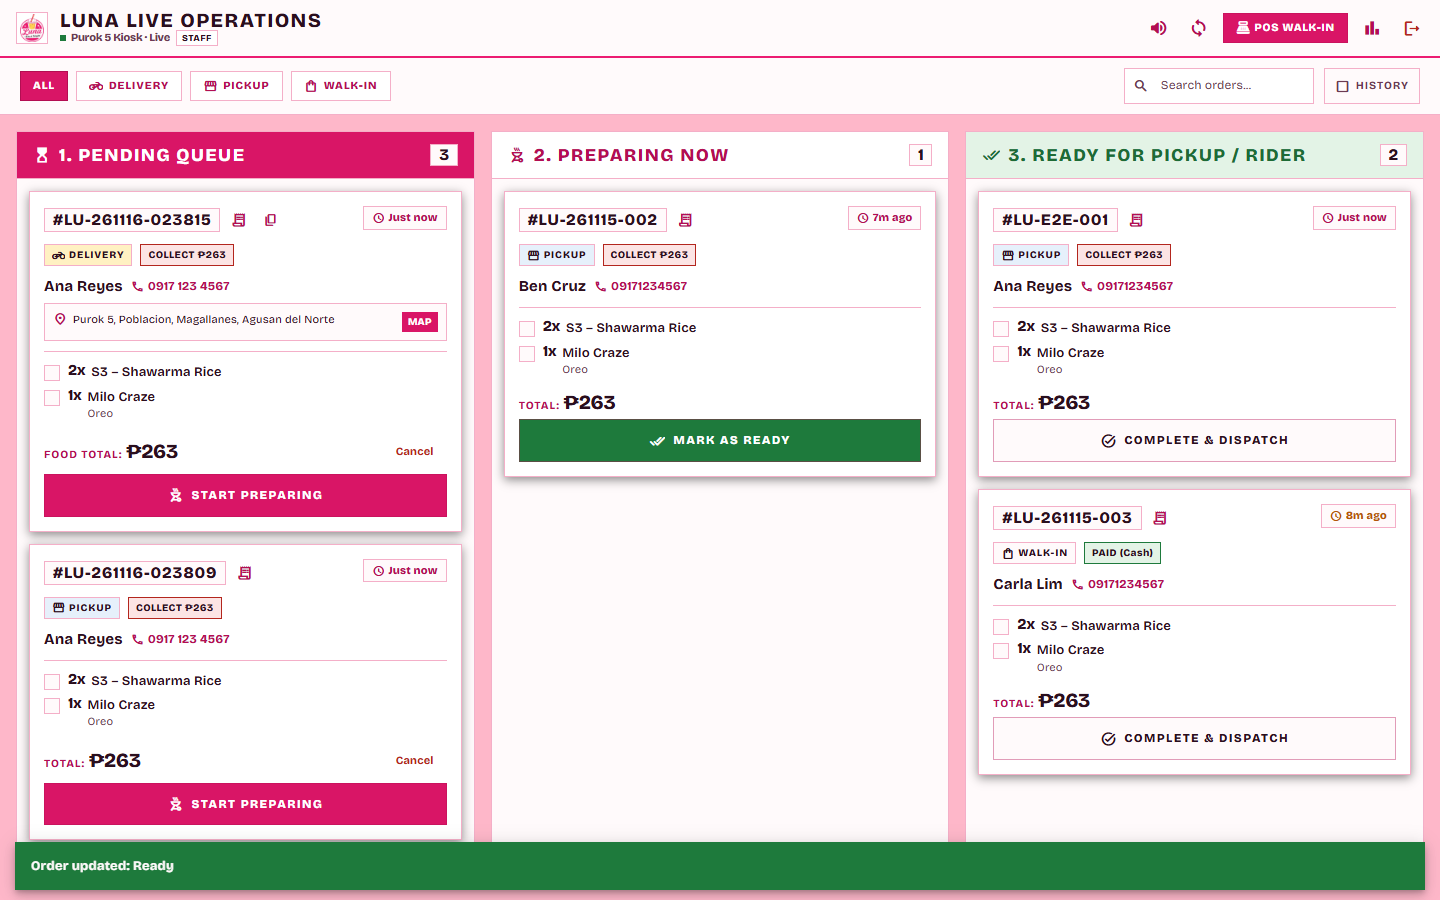 LUNA LIVE OPERATIONS
Purok 5 Kiosk · Live STAFF
POS WALK-IN
ALL
DELIVERY
PICKUP
WALK-IN
Search orders...
HISTORY
1. PENDING QUEUE 3
#LU-261116-023815 Just now
DELIVERY COLLECT ₱263
Ana Reyes 0917 123 4567
Purok 5, Poblacion, Magallanes, Agusan del Norte MAP
2x S3 – Shawarma Rice
1x Milo Craze
Oreo
FOOD TOTAL: ₱263 Cancel
START PREPARING
#LU-261116-023809 Just now
PICKUP COLLECT ₱263
Ana Reyes 0917 123 4567
2x S3 – Shawarma Rice
1x Milo Craze
Oreo
TOTAL: ₱263 Cancel
START PREPARING
2. PREPARING NOW 1
#LU-261115-002 7m ago
PICKUP COLLECT ₱263
Ben Cruz 09171234567
2x S3 – Shawarma Rice
1x Milo Craze
Oreo
TOTAL: ₱263
MARK AS READY
3. READY FOR PICKUP / RIDER 2
#LU-E2E-001 Just now
PICKUP COLLECT ₱263
Ana Reyes 09171234567
2x S3 – Shawarma Rice
1x Milo Craze
Oreo
TOTAL: ₱263
COMPLETE & DISPATCH
#LU-261115-003 8m ago
WALK-IN PAID (Cash)
Carla Lim 09171234567
2x S3 – Shawarma Rice
1x Milo Craze
Oreo
TOTAL: ₱263
COMPLETE & DISPATCH
Order updated: Ready